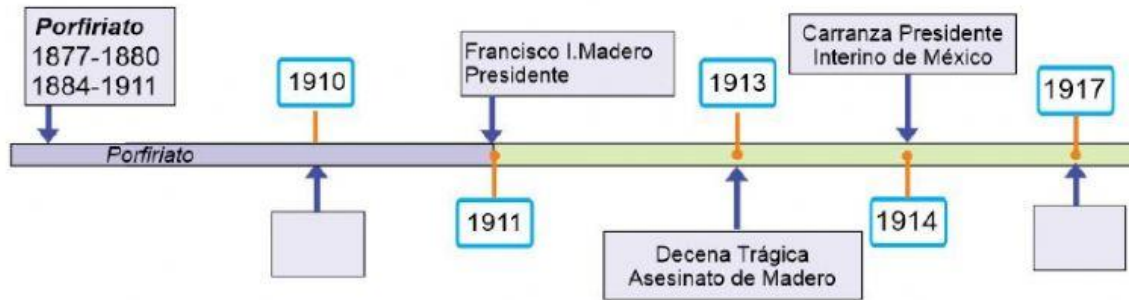 Porfiriato
1877-1880
1884-1911
1910
Francisco I.Madero
Presidente
1913
Carranza Presidente
Interino de México
1917
Porfiriato
1911
Decena Trágica
Asesinato de Madero
1914